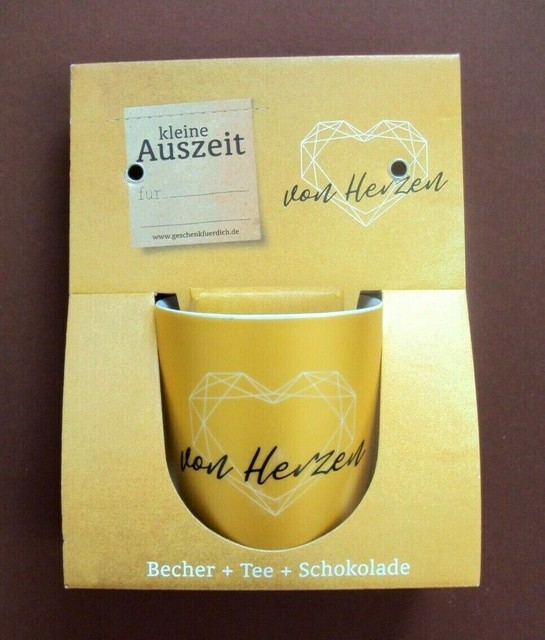 kleine
Auszeit
für
www.geschenkfuerdich.de
von Herzen
von Herzen
Becher + Tee + Schokolade